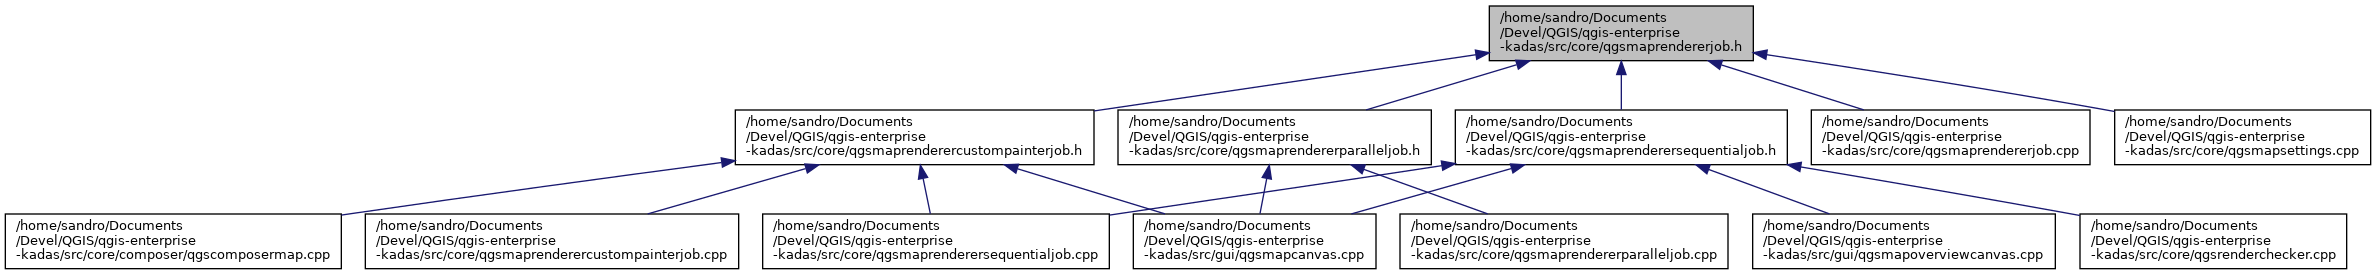 /home/sandro/Documents
/Devel/QGIS/qgis-enterprise
-kadas/src/core/qgsmaprendererjob.h
/home/sandro/Documents
/Devel/QGIS/qgis-enterprise
-kadas/src/core/qgsmaprenderercustompainterjob.h
/home/sandro/Documents
/Devel/QGIS/qgis-enterprise
-kadas/src/core/qgsmaprendererparalleljob.h
/home/sandro/Documents
/Devel/QGIS/qgis-enterprise
-kadas/src/core/qgsmaprenderersequentialjob.h
/home/sandro/Documents
/Devel/QGIS/qgis-enterprise
-kadas/src/core/qgsmaprendererjob.cpp
/home/sandro/Documents
/Devel/QGIS/qgis-enterprise
-kadas/src/core/qgsmapsettings.cpp
/home/sandro/Documents
/Devel/QGIS/qgis-enterprise
-kadas/src/core/composer/qgscomposermap.cpp
/home/sandro/Documents
/Devel/QGIS/qgis-enterprise
-kadas/src/core/qgsmaprenderercustompainterjob.cpp
/home/sandro/Documents
/Devel/QGIS/qgis-enterprise
-kadas/src/core/qgsmaprenderersequentialjob.cpp
/home/sandro/Documents
/Devel/QGIS/qgis-enterprise
-kadas/src/gui/qgsmapcanvas.cpp
/home/sandro/Documents
/Devel/QGIS/qgis-enterprise
-kadas/src/core/qgsmaprendererparalleljob.cpp
/home/sandro/Documents
/Devel/QGIS/qgis-enterprise
-kadas/src/gui/qgsmapoverviewcanvas.cpp
/home/sandro/Documents
/Devel/QGIS/qgis-enterprise
-kadas/src/core/qgsrenderchecker.cpp